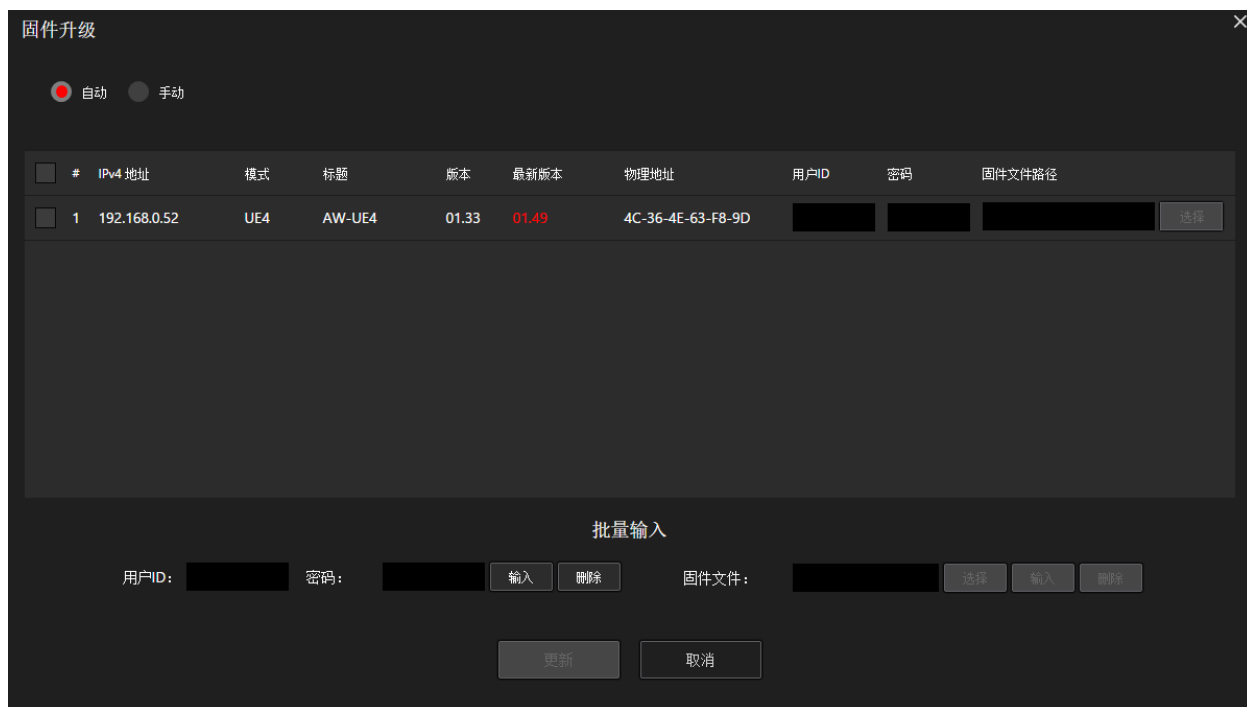 固件升级
自动 手动
# IPv4 地址 模式 标题 版本 最新版本 物理地址 用户ID 密码 固件文件路径
1 192.168.0.52 UE4 AW-UE4 01.33 01.49 4C-36-4E-63-F8-9D 选择
批量输入
用户ID： 密码： 输入 删除 固件文件： 选择 输入 删除
更新 取消